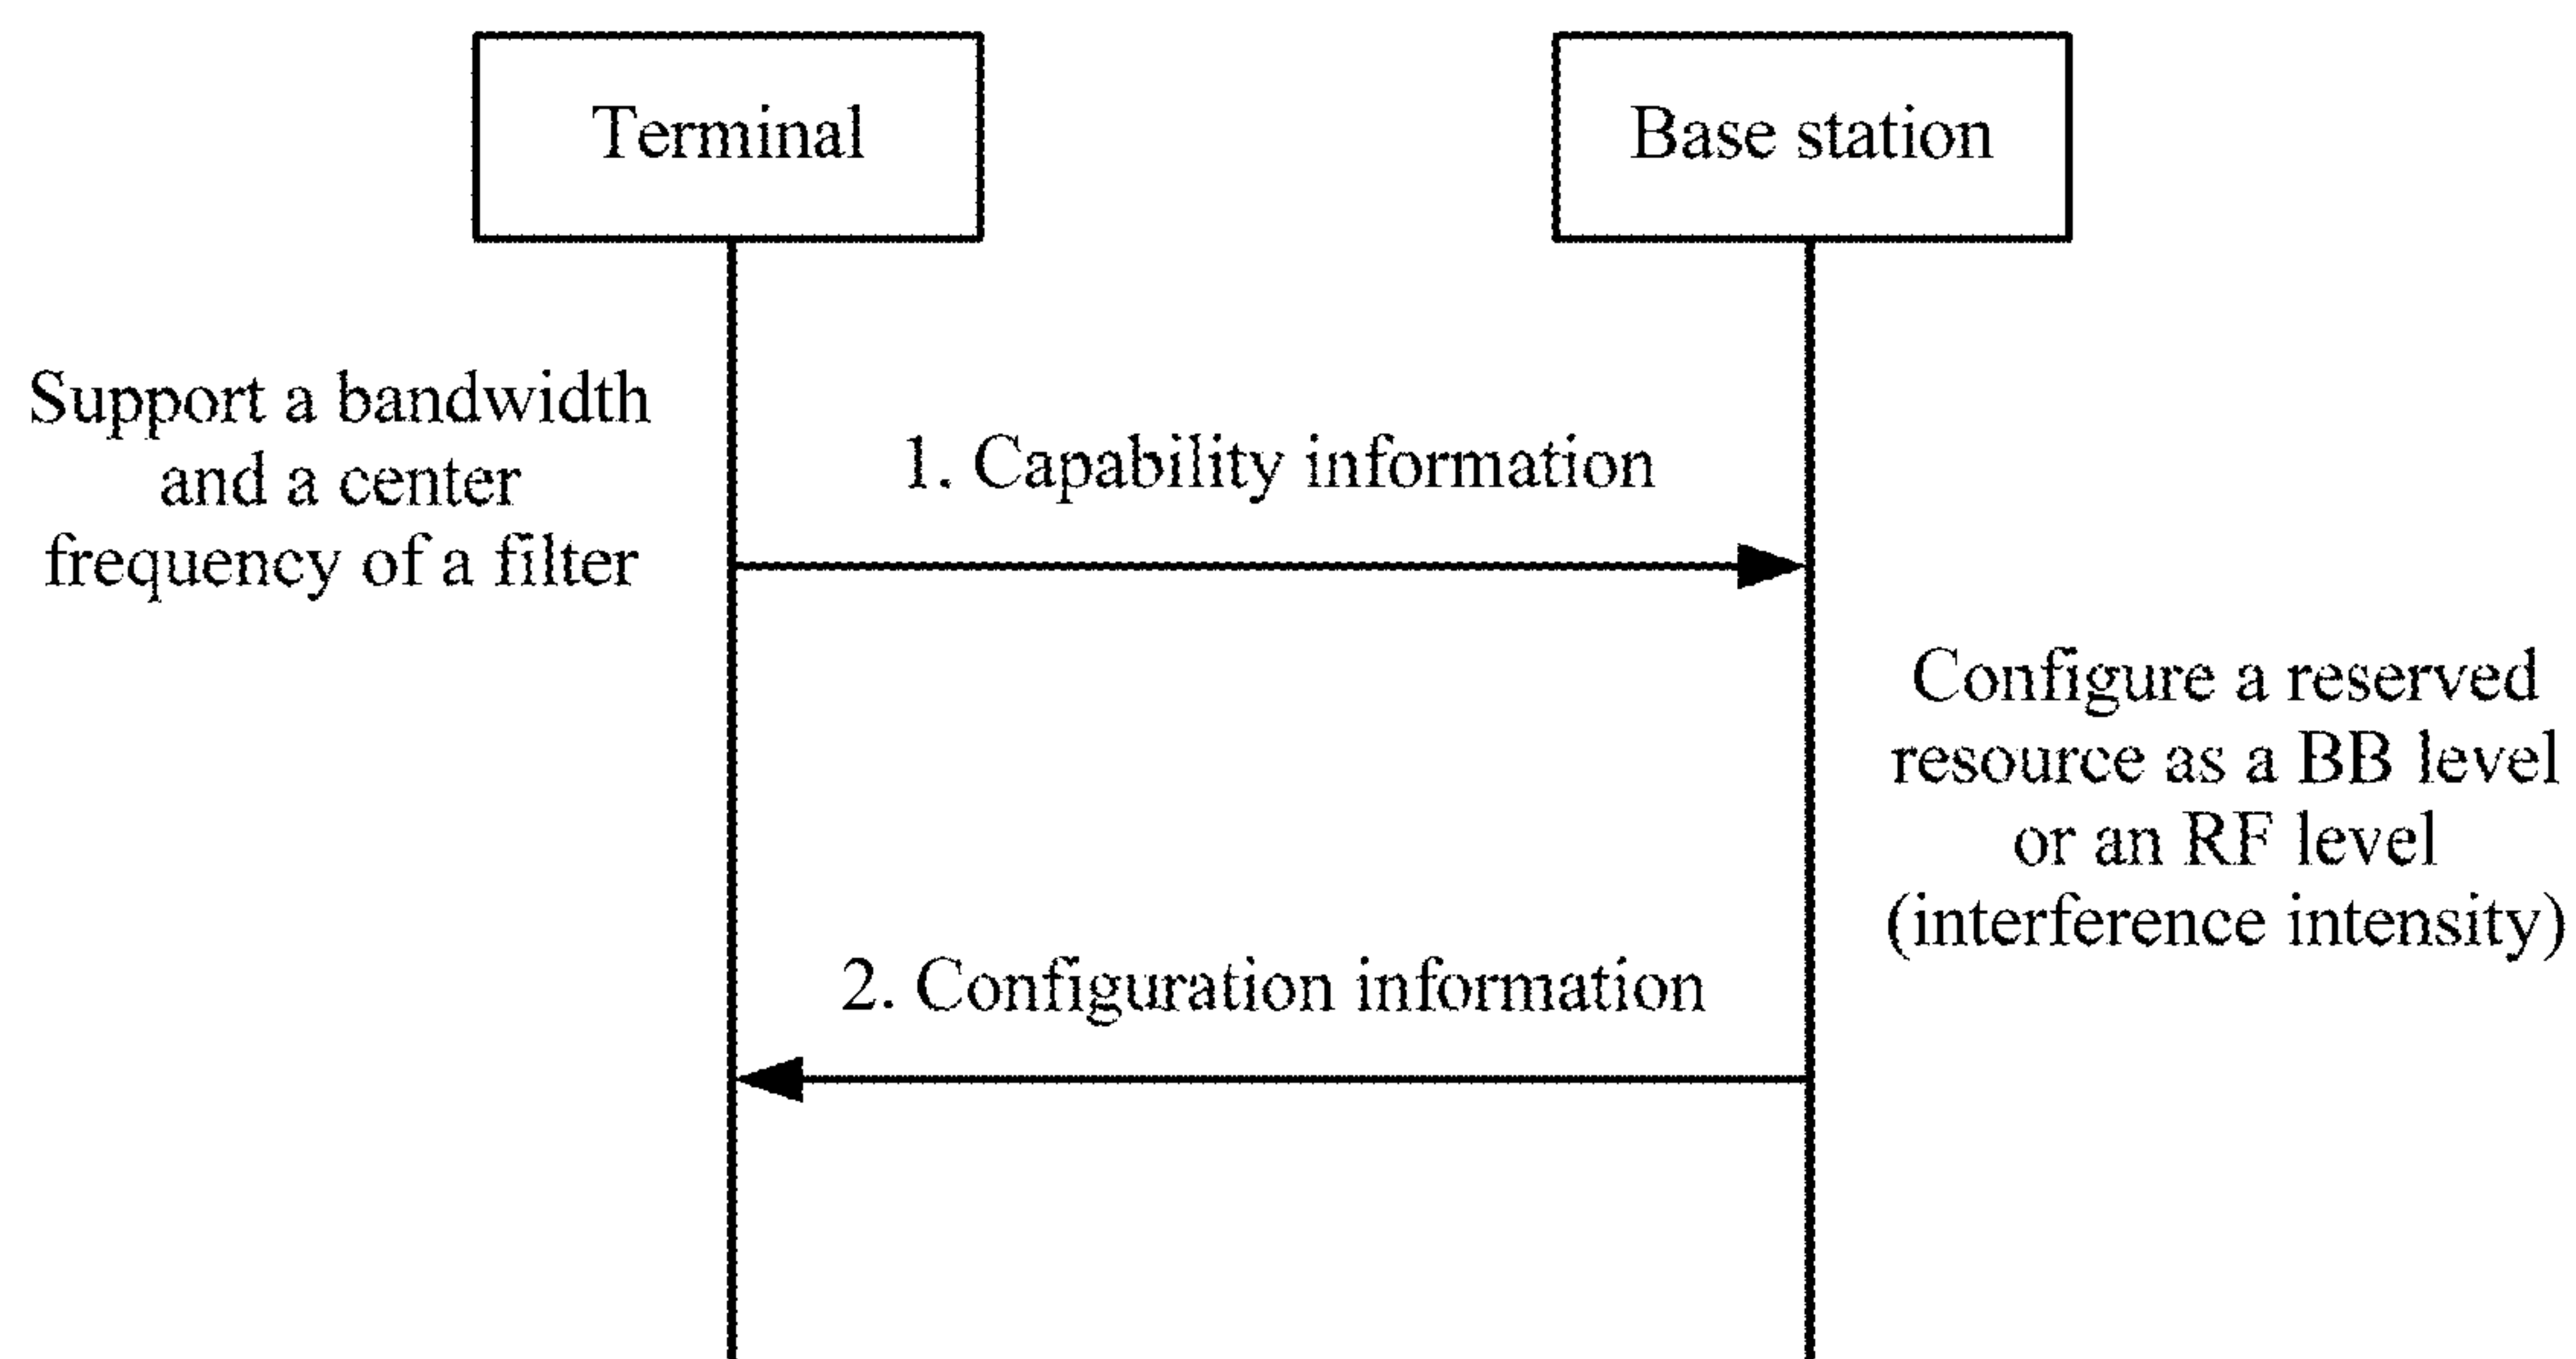 Terminal
Base station
Support a bandwidth
and a center
frequency of a filter
1. Capability information
Configure a reserved
resource as a BB level
or an RF level
(interference intensity)
2. Configuration information